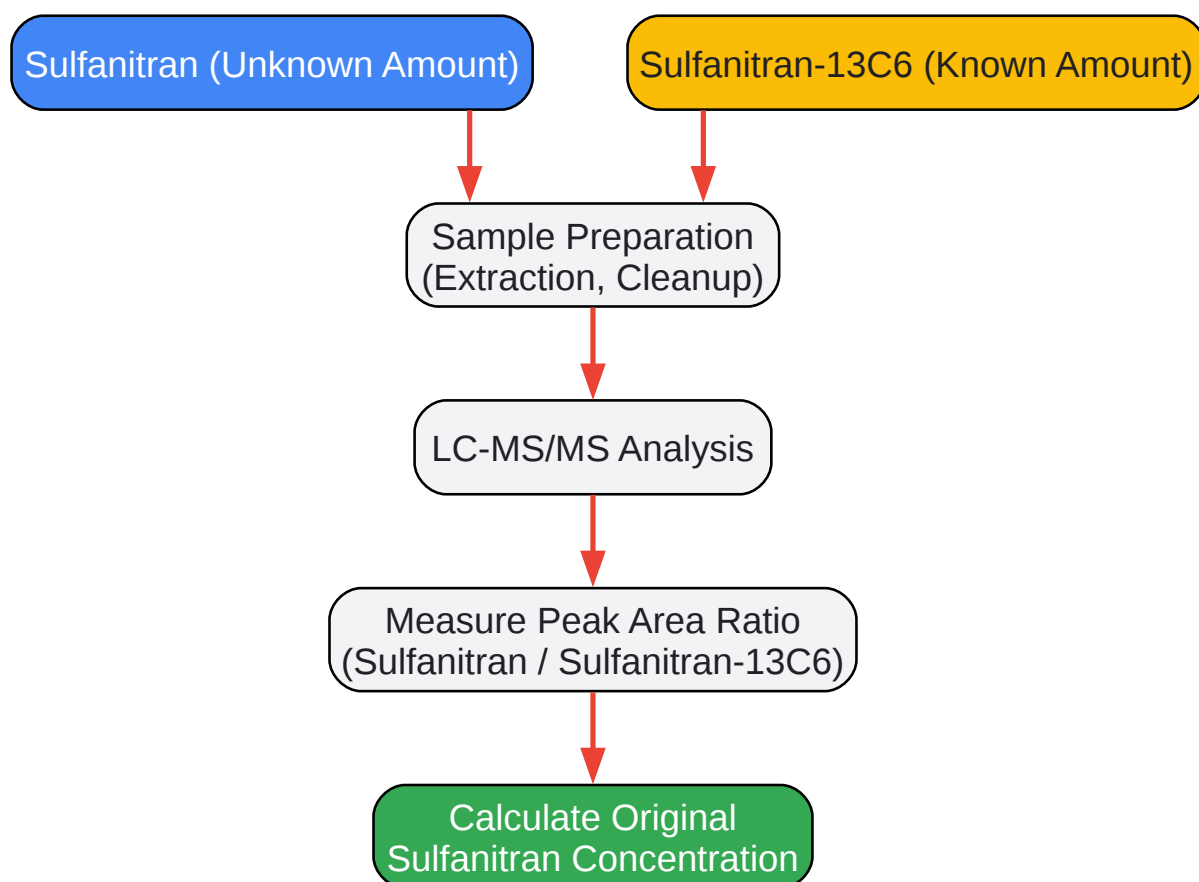 Sulfanitran (Unknown Amount)
Sulfanitran-13C6 (Known Amount)
Sample Preparation
(Extraction, Cleanup)
LC-MS/MS Analysis
Measure Peak Area Ratio
(Sulfanitran / Sulfanitran-13C6)
Calculate Original
Sulfanitran Concentration